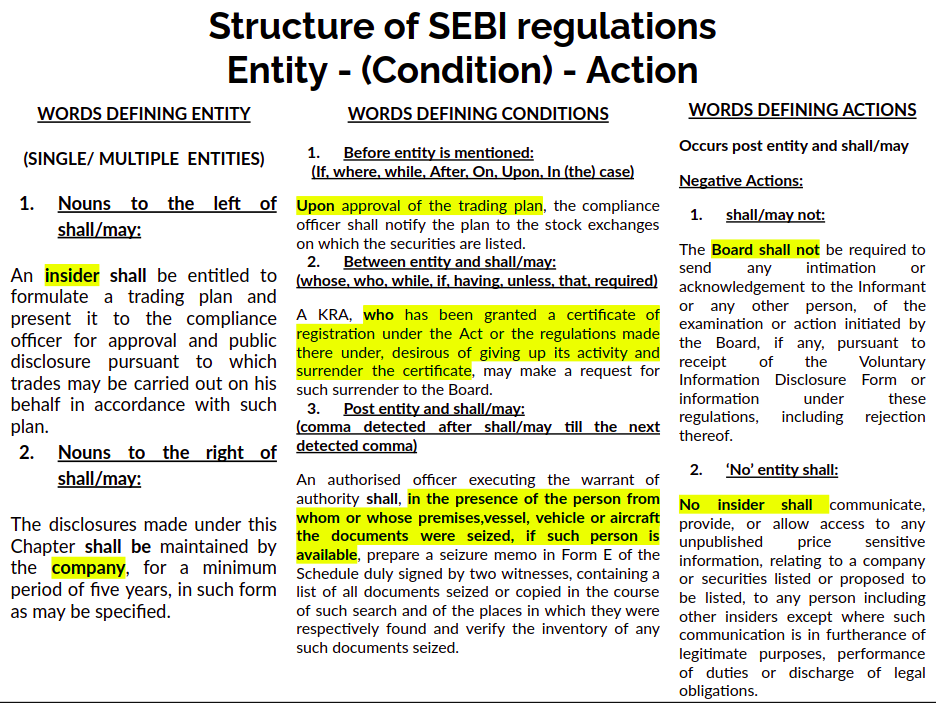 Structure of SEBI regulations
Entity - (Condition) - Action
WORDS DEFINING ENTITY
(SINGLE/ MULTIPLE ENTITIES)
1. Nouns to the left of
shall/may:
An insider shall be entitled to
formulate a trading plan and
present it to the compliance
officer for approval and public
disclosure pursuant to which
trades may be carried out on his
behalf in accordance with such
plan.
2. Nouns to the right of
shall/may:
The disclosures made under this
Chapter shall be maintained by
the company, for a minimum
period of five years, in such form
as may be specified.
WORDS DEFINING CONDITIONS
1. Before entity is mentioned:
(If, where, while, After, On, Upon, In (the) case)
Upon approval of the trading plan, the compliance
officer shall notify the plan to the stock exchanges
on which the securities are listed.
2. Between entity and shall/may:
(whose, who, while, if, having, unless, that, required)
A KRA, who has been granted a certificate of
registration under the Act or the regulations made
there under, desirous of giving up its activity and
surrender the certificate, may make a request for
such surrender to the Board.
3. Post entity and shall/may:
(comma detected after shall/may till the next
detected comma)
An authorised officer executing the warrant of
authority shall, in the presence of the person from
whom or whose premises,vessel, vehicle or aircraft
the documents were seized, if such person is
available, prepare a seizure memo in Form E of the
Schedule duly signed by two witnesses, containing a
list of all documents seized or copied in the course
of such search and of the places in which they were
respectively found and verify the inventory of any
such documents seized.
WORDS DEFINING ACTIONS
Occurs post entity and shall/may
Negative Actions:
1. shall/may not:
The Board shall not be required to
send any intimation or
acknowledgement to the Informant
or any other person, of the
examination or action initiated by
the Board, if any, pursuant to
receipt of the Voluntary
Information Disclosure Form or
information under these
regulations, including rejection
thereof.
2. ‘No’ entity shall:
No insider shall communicate,
provide, or allow access to any
unpublished price sensitive
information, relating to a company
or securities listed or proposed to
be listed, to any person including
other insiders except where such
communication is in furtherance of
legitimate purposes, performance
of duties or discharge of legal
obligations.